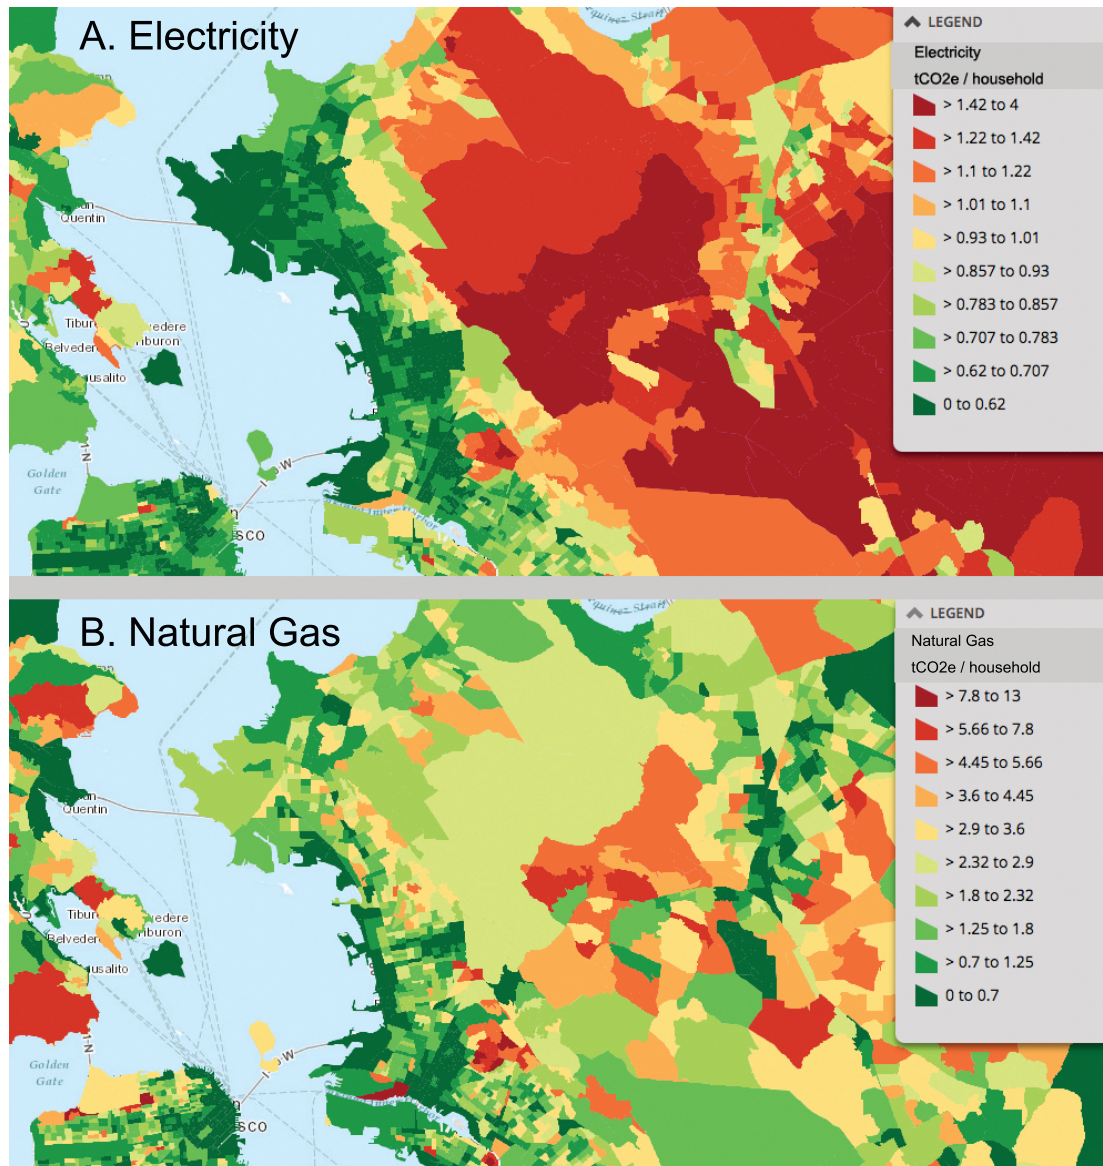 A. Electricity
LEGEND
Electricity
tCO2e / household
> 1.42 to 4
> 1.22 to 1.42
> 1.1 to 1.22
> 1.01 to 1.1
> 0.93 to 1.01
> 0.857 to 0.93
> 0.783 to 0.857
> 0.707 to 0.783
> 0.62 to 0.707
0 to 0.62
Quentin
Golden
Gate
SCO
B. Natural Gas
LEGEND
Natural Gas
tCO2e / household
> 7.8 to 13
> 5.66 to 7.8
> 4.45 to 5.66
> 3.6 to 4.45
> 2.9 to 3.6
> 2.32 to 2.9
> 1.8 to 2.32
> 1.25 to 1.8
> 0.7 to 1.25
0 to 0.7
Quentin
Golden
Gate
SCO